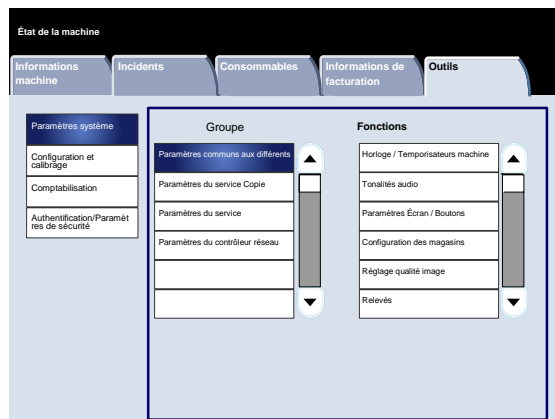 État de la machine
Informations
machine
Incidents
Consommables
Informations de
facturation
Outils
Paramètres système
Configuration et
calibrage
Comptabilisation
Authentification/Paramèt
res de sécurité
Groupe
Paramètres communs aux différents
Paramètres du service Copie
Paramètres du service
Paramètres du contrôleur réseau
Fonctions
Horloge / Temporisateurs machine
Tonalités audio
Paramètres Écran / Boutons
Configuration des magasins
Réglage qualité image
Relevés